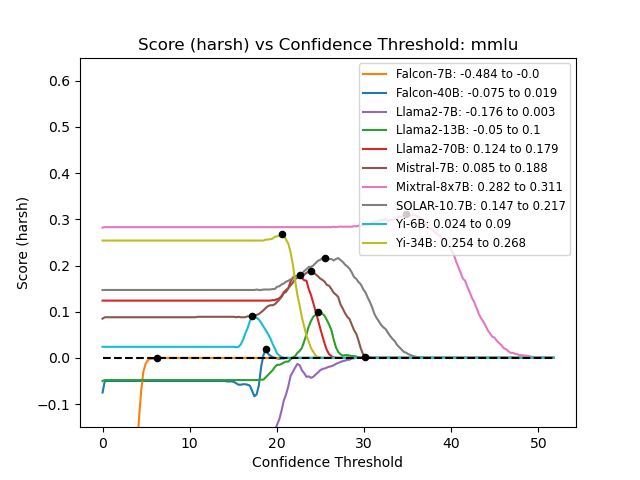 Score (harsh) vs Confidence Threshold: mmlu
Score (harsh)
0.6
0.5
0.4
0.3
0.2
0.1
0.0
−0.1
Falcon-7B: -0.484 to -0.0
Falcon-40B: -0.075 to 0.019
Llama2-7B: -0.176 to 0.003
Llama2-13B: -0.05 to 0.1
Llama2-70B: 0.124 to 0.179
Mistral-7B: 0.085 to 0.188
Mixtral-8x7B: 0.282 to 0.311
SOLAR-10.7B: 0.147 to 0.217
Yi-6B: 0.024 to 0.09
Yi-34B: 0.254 to 0.268
0 10 20 30 40 50
Confidence Threshold